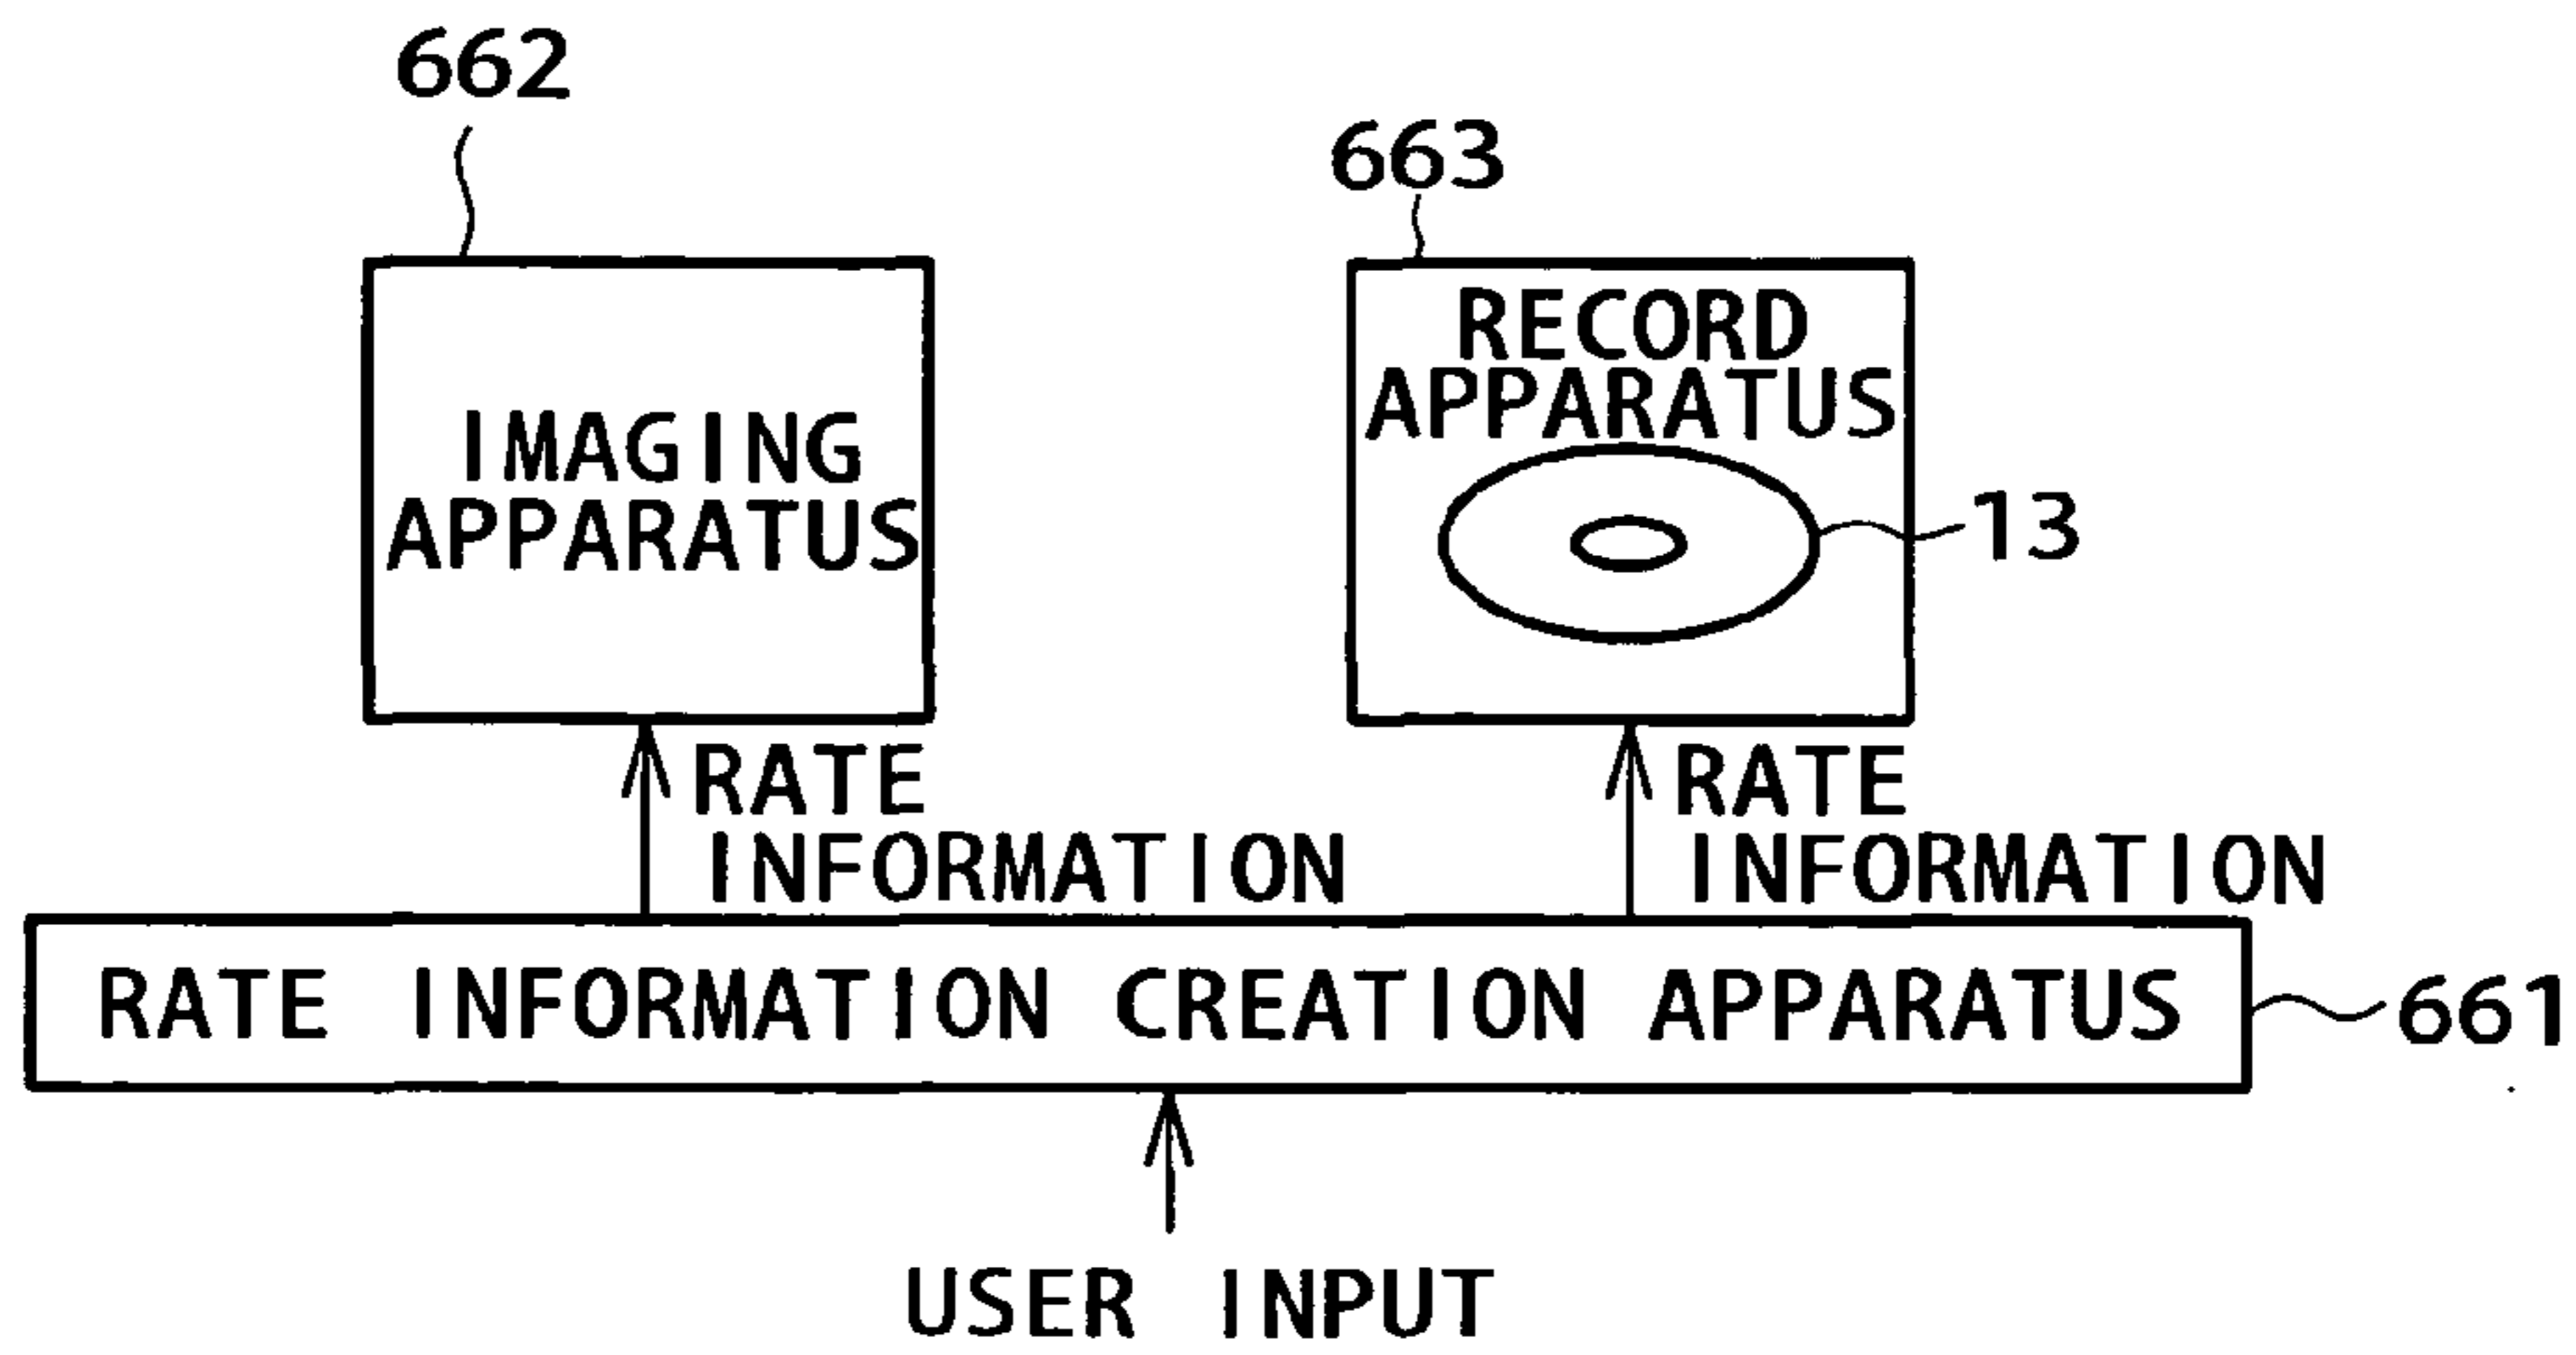 662
663
IMAGING
APPARATUS
RECORD
APPARATUS
13
RATE
INFORMATION
RATE
INFORMATION
RATE INFORMATION CREATION APPARATUS
661
USER INPUT